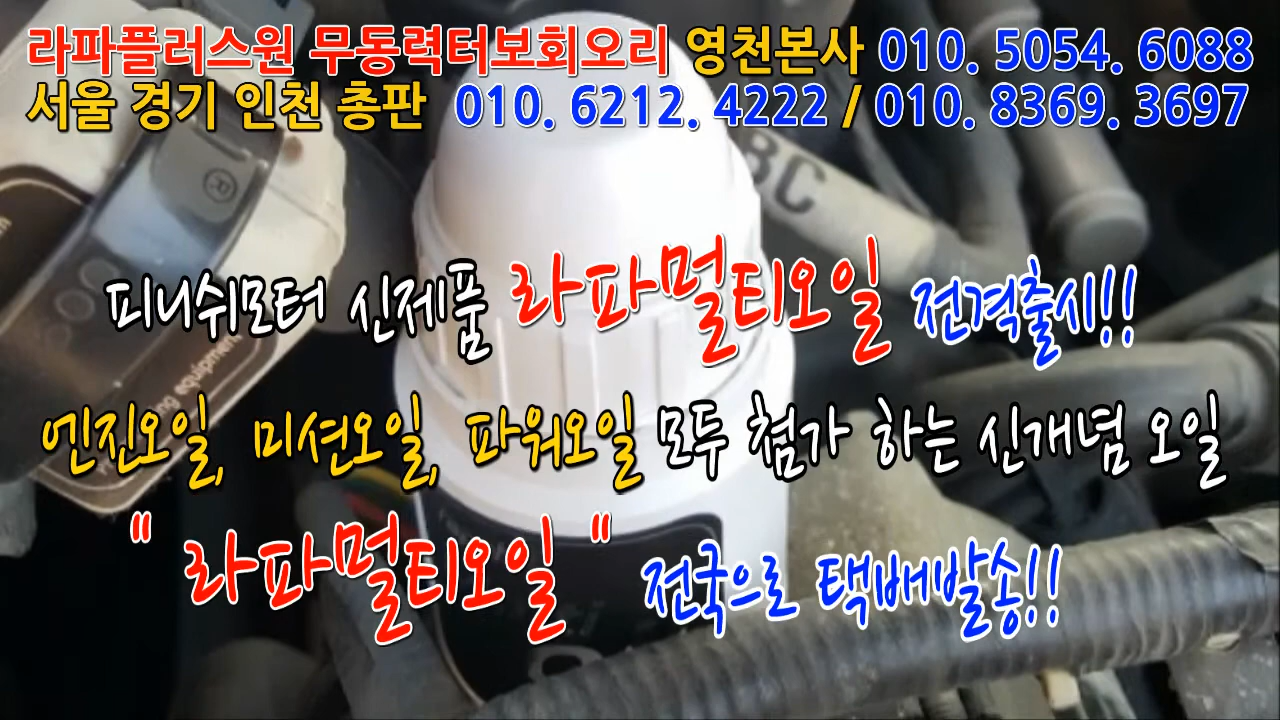 라파플러스원 무동력터보회오리 영천본사 010. 5054. 6088
서울 경기 인천 총판 010. 6212. 4222 / 010. 8369. 3697
BC
®
피니쉬모터 신제품 라파멀티오일 전격출시!!
엔진오일, 미션오일, 파워오일 모두 첨가 하는 신개념 오일
" 라파멀티오일 " 전국으로 택배발송!!